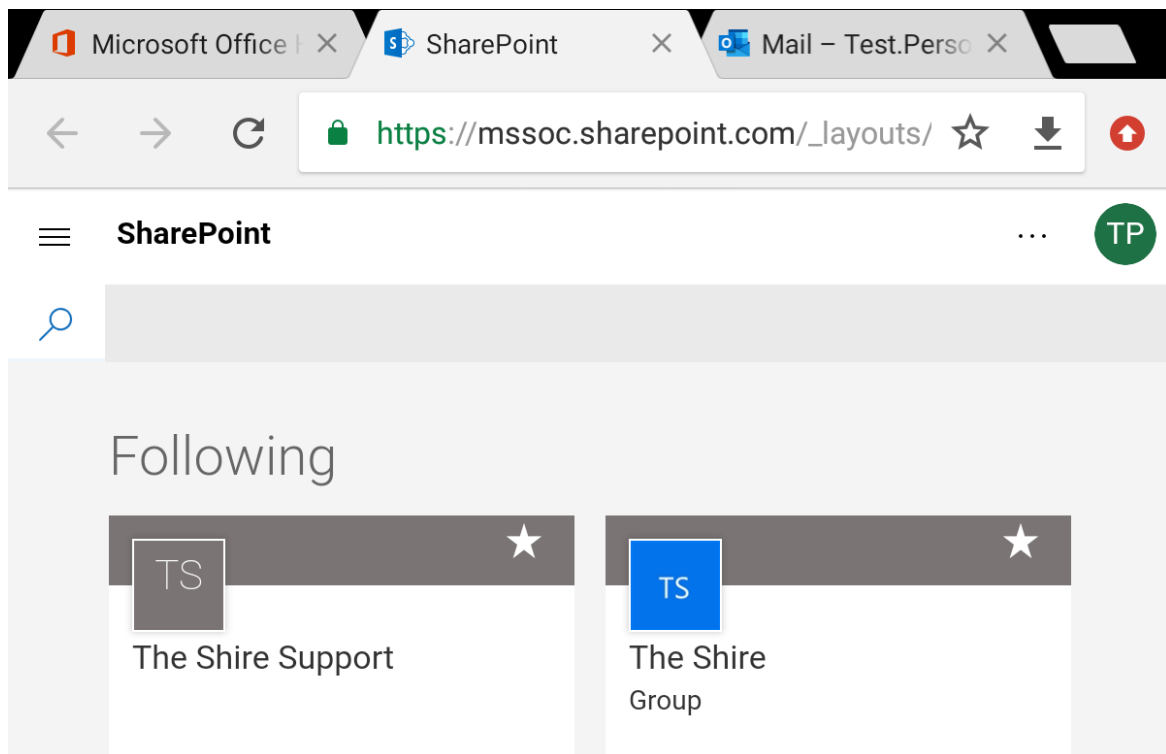 Microsoft Office H
SharePoint
Mail – Test.Perso
https://mssoc.sharepoint.com/_layouts/
SharePoint
TP
Following
TS
TS
The Shire Support
The Shire
Group